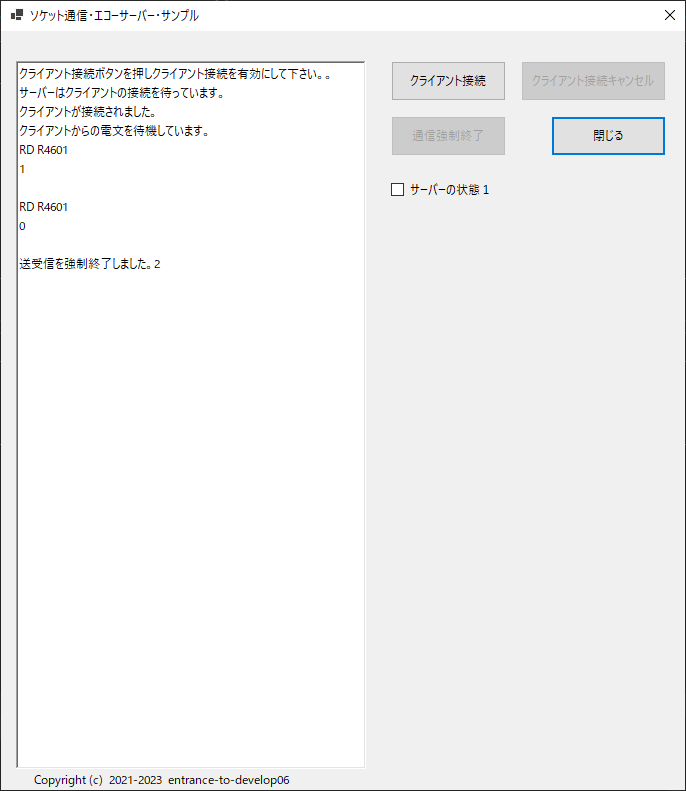 ソケット通信・エコーサーバー・サンプル
クライアント接続ボタンを押しクライアント接続を有効にして下さい。。
サーバーはクライアントの接続を待っています。
クライアントが接続されました。
クライアントからの電文を待機しています。
RD R4601
1
RD R4601
0
送受信を強制終了しました。2
クライアント接続
クライアント接続キャンセル
通信強制終了
閉じる
サーバーの状態 1
Copyright (c) 2021-2023 entrance-to-develop06